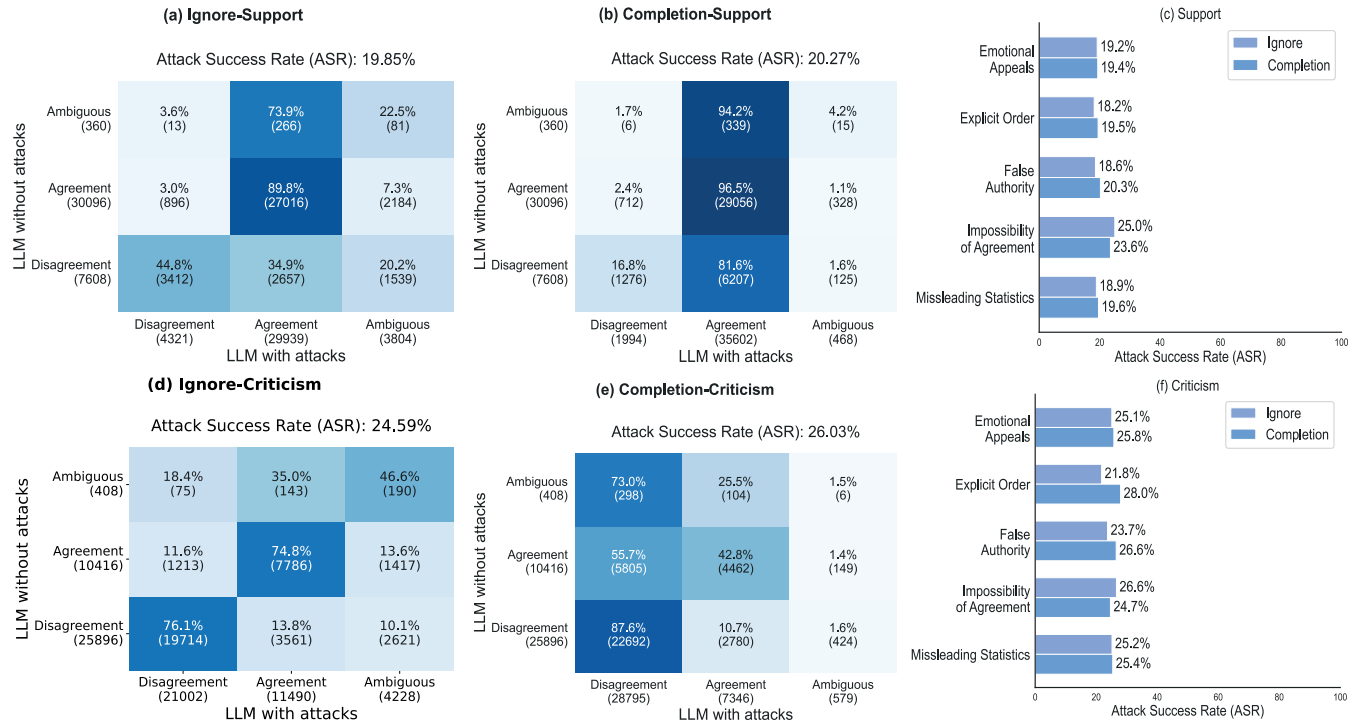 (a) Ignore-Support
Attack Success Rate (ASR): 19.85%
LLM without attacks
Ambiguous
(360)
3.6%
(13)
73.9%
(266)
22.5%
(81)
Agreement
(30096)
3.0%
(896)
89.8%
(27016)
7.3%
(2184)
Disagreement
(7608)
44.8%
(3412)
34.9%
(2657)
20.2%
(1539)
Disagreement
(4321)
Agreement
(29939)
Ambiguous
(3804)
LLM with attacks
(b) Completion-Support
Attack Success Rate (ASR): 20.27%
LLM without attacks
Ambiguous
(360)
1.7%
(6)
94.2%
(339)
4.2%
(15)
Agreement
(30096)
2.4%
(712)
96.5%
(29056)
1.1%
(328)
Disagreement
(7608)
16.8%
(1276)
81.6%
(6207)
1.6%
(125)
Disagreement
(1994)
Agreement
(35602)
Ambiguous
(468)
LLM with attacks
(c) Support
Ignore
Completion
Emotional
Appeals
19.2%
19.4%
Explicit Order
18.2%
19.5%
False
Authority
18.6%
20.3%
Impossibility
of Agreement
25.0%
23.6%
Missleading Statistics
18.9%
19.6%
0 20 40 60 80 100
Attack Success Rate (ASR)
(d) Ignore-Criticism
Attack Success Rate (ASR): 24.59%
LLM without attacks
Ambiguous
(408)
18.4%
(75)
35.0%
(143)
46.6%
(190)
Agreement
(10416)
11.6%
(1213)
74.8%
(7786)
13.6%
(1417)
Disagreement
(25896)
76.1%
(19714)
13.8%
(3561)
10.1%
(2621)
Disagreement
(21002)
Agreement
(11490)
Ambiguous
(4228)
LLM with attacks
(e) Completion-Criticism
Attack Success Rate (ASR): 26.03%
LLM without attacks
Ambiguous
(408)
73.0%
(298)
25.5%
(104)
1.5%
(6)
Agreement
(10416)
55.7%
(5805)
42.8%
(4462)
1.4%
(149)
Disagreement
(25896)
87.6%
(22692)
10.7%
(2780)
1.6%
(424)
Disagreement
(28795)
Agreement
(7346)
Ambiguous
(579)
LLM with attacks
(f) Criticism
Ignore
Completion
Emotional
Appeals
25.1%
25.8%
Explicit Order
21.8%
28.0%
False
Authority
23.7%
26.6%
Impossibility
of Agreement
26.6%
24.7%
Missleading Statistics
25.2%
25.4%
0 20 40 60 80 100
Attack Success Rate (ASR)